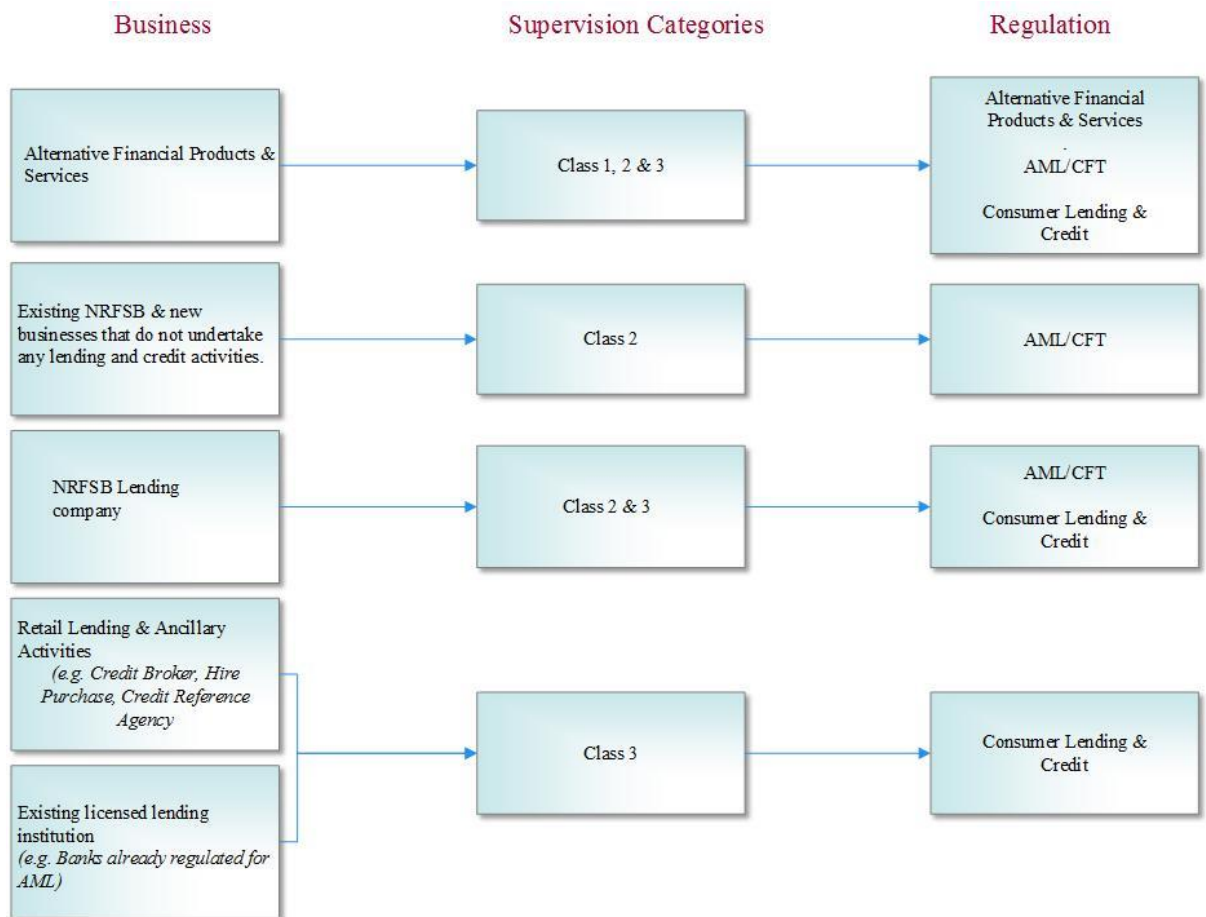 Business
Supervision Categories
Regulation
Alternative Financial Products &
Services
Class 1, 2 & 3
Alternative Financial
Products & Services
.
AML/CFT
Consumer Lending &
Credit
Existing NRFSB & new
businesses that do not undertake
any lending and credit activities.
Class 2
AML/CFT
NRFSB Lending
company
Class 2 & 3
AML/CFT
Consumer Lending &
Credit
Retail Lending & Ancillary
Activities
(e.g. Credit Broker, Hire
Purchase, Credit Reference
Agency
Existing licensed lending
institution
(e.g. Banks already regulated for
AML)
Class 3
Consumer Lending &
Credit